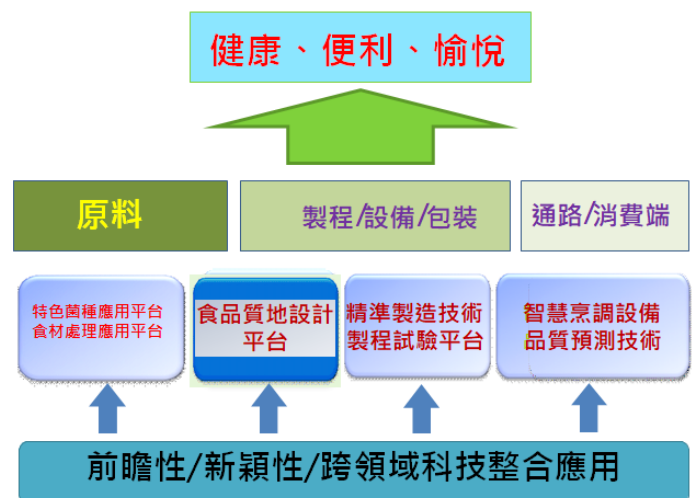 健康、便利、愉悅
原料
製程/設備/包裝
通路/消費端
特色菌種應用平台
食材處理應用平台
食品質地設計
平台
精準製造技術
製程試驗平台
智慧烹調設備
品質預測技術
前瞻性/新穎性/跨領域科技整合應用